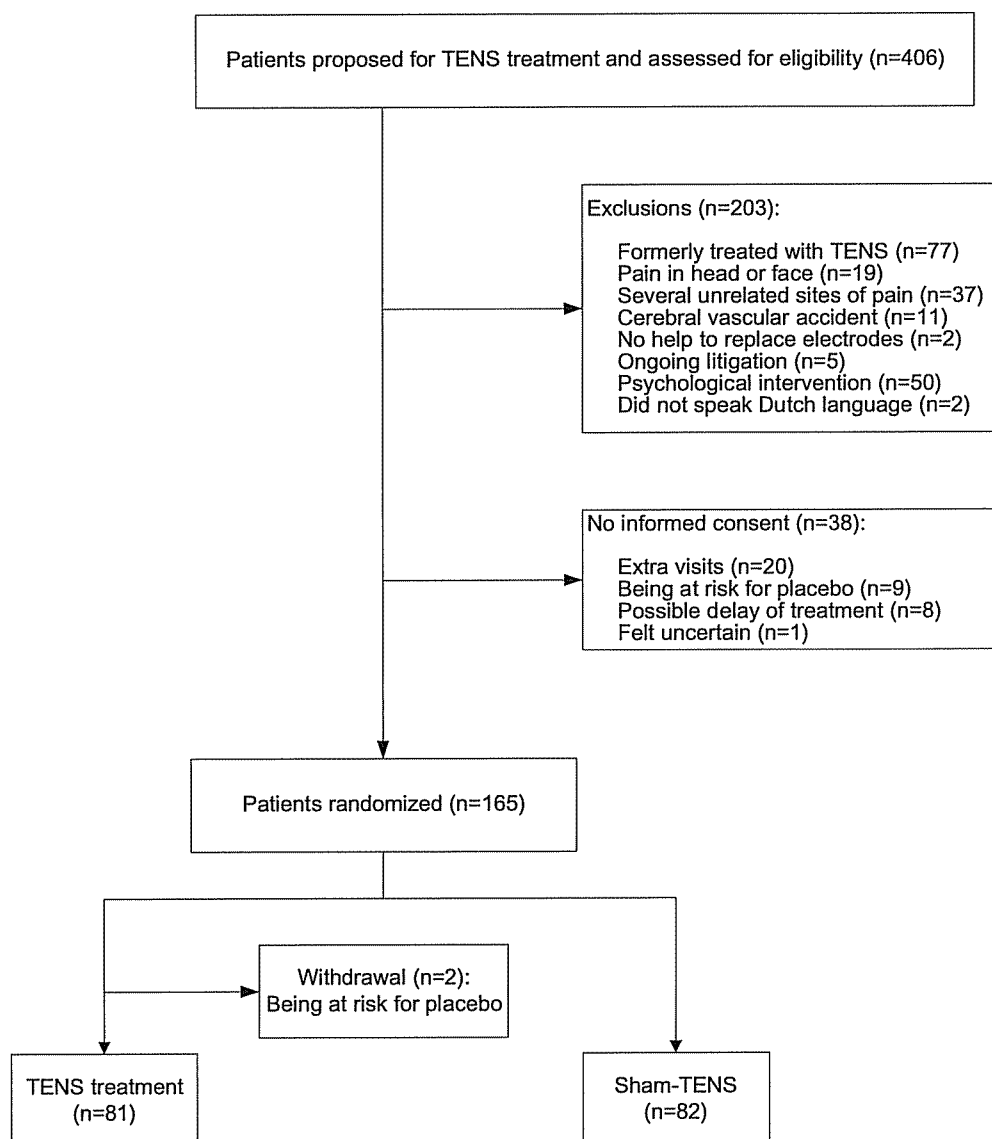 Patients proposed for TENS treatment and assessed for eligibility (n=406)
Exclusions (n=203):
Formerly treated with TENS (n=77)
Pain in head or face (n=19)
Several unrelated sites of pain (n=37)
Cerebral vascular accident (n=11)
No help to replace electrodes (n=2)
Ongoing litigation (n=5)
Psychological intervention (n=50)
Did not speak Dutch language (n=2)
No informed consent (n=38):
Extra visits (n=20)
Being at risk for placebo (n=9)
Possible delay of treatment (n=8)
Felt uncertain (n=1)
Patients randomized (n=165)
Withdrawal (n=2):
Being at risk for placebo
TENS treatment
(n=81)
Sham-TENS
(n=82)